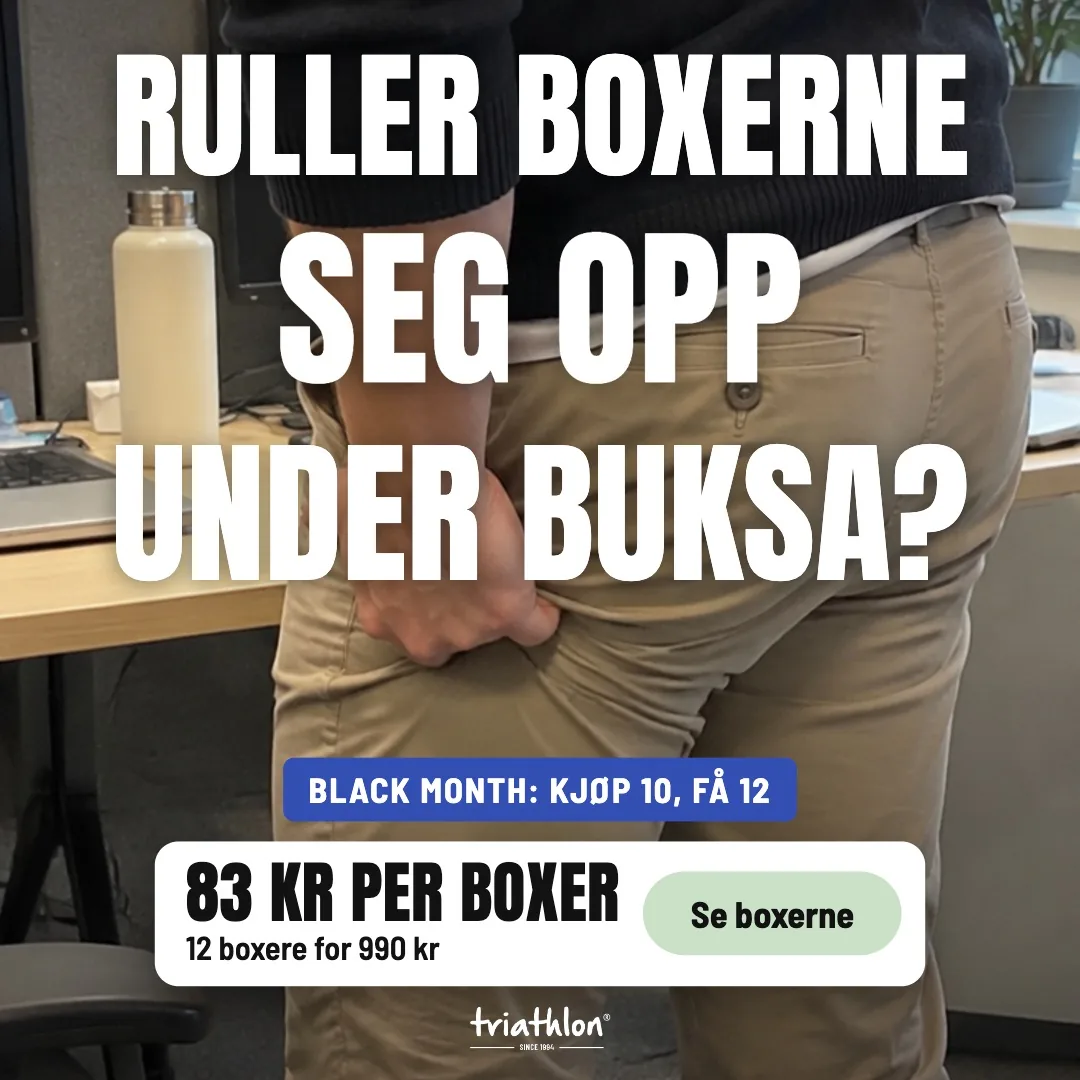 RULLER BOXERNE
SEG OPP
UNDER BUKSA?
BLACK MONTH: KJØP 10, FÅ 12
83 KR PER BOXER
12 boxere for 990 kr
Se boxerne
triathlon®
SINCE 1994